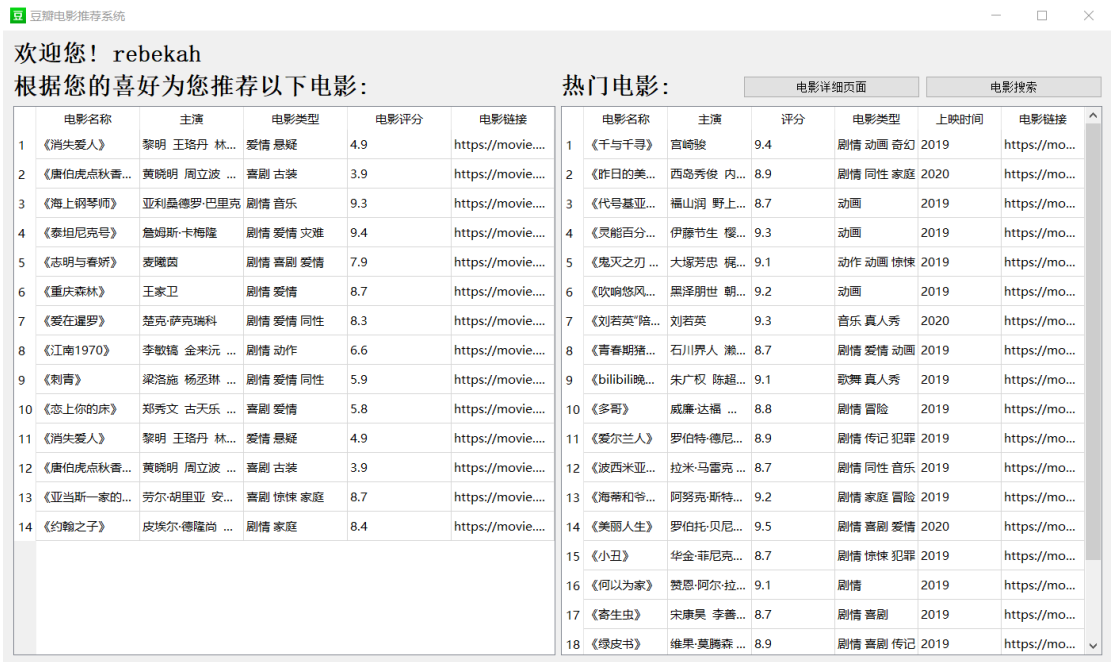 豆 豆瓣电影推荐系统
欢迎您！rebekah
根据您的喜好为您推荐以下电影：
电影名称 主演 电影类型 电影评分 电影链接
1 《消失爱人》 黎明 王珞丹 林... 爱情 悬疑 4.9 https://movie....
2 《唐伯虎点秋香... 黄晓明 周立波 ... 喜剧 古装 3.9 https://movie....
3 《海上钢琴师》 亚利桑德罗·巴里克 剧情 音乐 9.3 https://movie....
4 《泰坦尼克号》 詹姆斯·卡梅隆 剧情 爱情 灾难 9.4 https://movie....
5 《志明与春娇》 麦曦茵 剧情 喜剧 爱情 7.9 https://movie....
6 《重庆森林》 王家卫 剧情 爱情 8.7 https://movie....
7 《爱在暹罗》 楚克·萨克瑞科 剧情 爱情 同性 8.3 https://movie....
8 《江南1970》 李敏镐 金来沅 ... 剧情 动作 6.6 https://movie....
9 《刺青》 梁洛施 杨丞琳 ... 剧情 爱情 同性 5.9 https://movie....
10 《恋上你的床》 郑秀文 古天乐 ... 喜剧 爱情 5.8 https://movie....
11 《消失爱人》 黎明 王珞丹 林... 爱情 悬疑 4.9 https://movie....
12 《唐伯虎点秋香... 黄晓明 周立波 ... 喜剧 古装 3.9 https://movie....
13 《亚当斯一家的... 劳尔·胡里亚 安... 喜剧 惊悚 家庭 8.7 https://movie....
14 《约翰之子》 皮埃尔·德隆尚 ... 剧情 家庭 8.4 https://movie....
热门电影： 电影详细页面 电影搜索
电影名称 主演 评分 电影类型 上映时间 电影链接
1 《千与千寻》 宫崎骏 9.4 剧情 动画 奇幻 2019 https://mo...
2 《昨日的美... 西岛秀俊 内... 8.9 剧情 同性 家庭 2020 https://mo...
3 《代号基亚... 福山润 野上... 8.7 动画 2019 https://mo...
4 《灵能百分... 伊藤节生 樱... 9.3 动画 2019 https://mo...
5 《鬼灭之刃 ... 大塚芳忠 梶... 9.1 动作 动画 惊悚 2019 https://mo...
6 《吹响悠风... 黑泽朋世 朝... 9.2 动画 2019 https://mo...
7 《刘若英“陪... 刘若英 9.3 音乐 真人秀 2020 https://mo...
8 《青春期猪... 石川界人 濑... 8.7 剧情 爱情 动画 2019 https://mo...
9 《bilibili晚... 朱广权 陈超... 9.1 歌舞 真人秀 2019 https://mo...
10 《多哥》 威廉·达福 ... 8.8 剧情 冒险 2019 https://mo...
11 《爱尔兰人》 罗伯特·德尼... 8.9 剧情 传记 犯罪 2019 https://mo...
12 《波西米亚... 拉米·马雷克 ... 8.7 剧情 同性 音乐 2019 https://mo...
13 《海蒂和爷... 阿努克·斯特... 9.2 剧情 家庭 冒险 2019 https://mo...
14 《美丽人生》 罗伯托·贝尼... 9.5 剧情 喜剧 爱情 2020 https://mo...
15 《小丑》 华金·菲尼克... 8.7 剧情 惊悚 犯罪 2019 https://mo...
16 《何以为家》 赞恩·阿尔·拉... 9.1 剧情 2019 https://mo...
17 《寄生虫》 宋康昊 李善... 8.7 剧情 喜剧 2019 https://mo...
18 《绿皮书》 维果·莫腾森 ... 8.9 剧情 喜剧 传记 2019 https://mo...